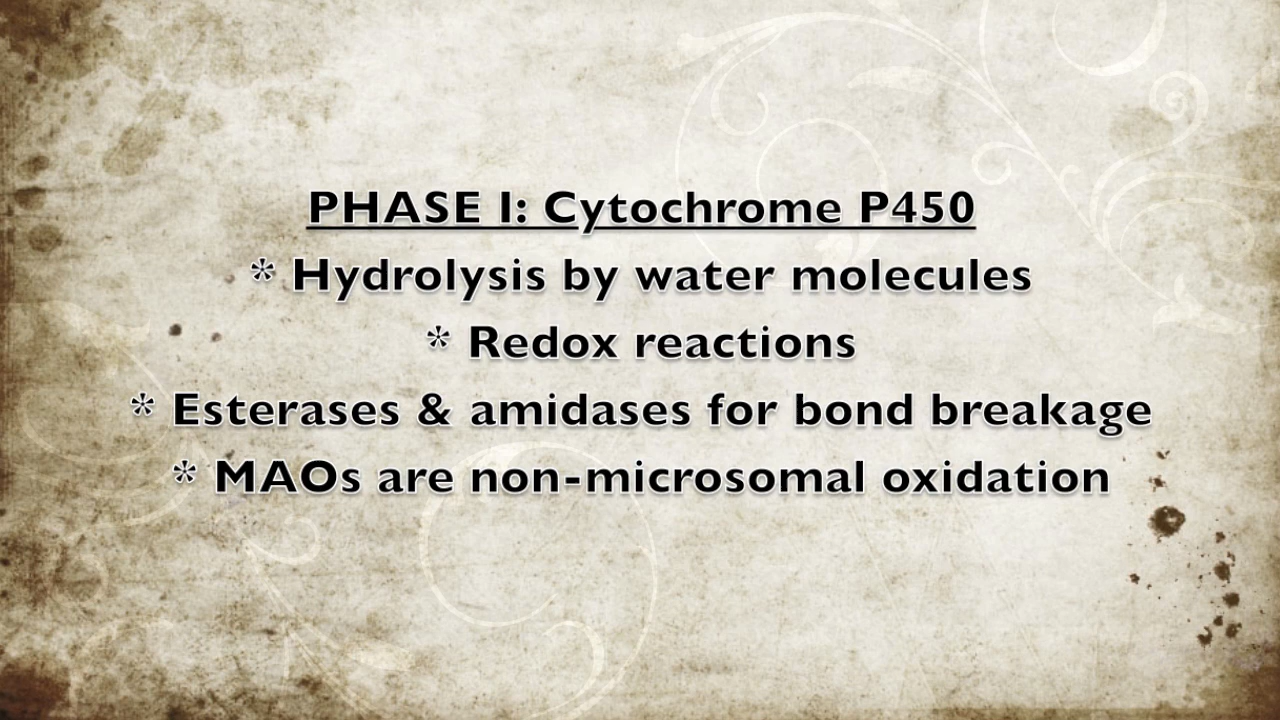 PHASE I: Cytochrome P450
* Hydrolysis by water molecules
* Redox reactions
* Esterases & amidases for bond breakage
* MAOs are non-microsomal oxidation